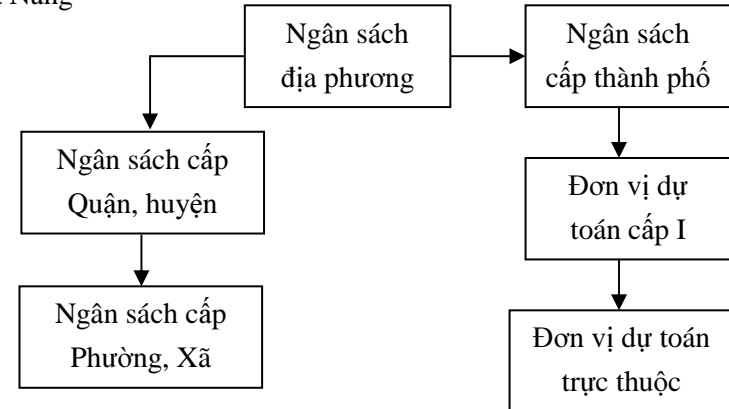 Nẵng
Ngân sách
địa phương
Ngân sách
cấp thành phố
Ngân sách cấp
Quận, huyện
Đơn vị dự
toán cấp I
Ngân sách cấp
Phường, Xã
Đơn vị dự toán
trực thuộc